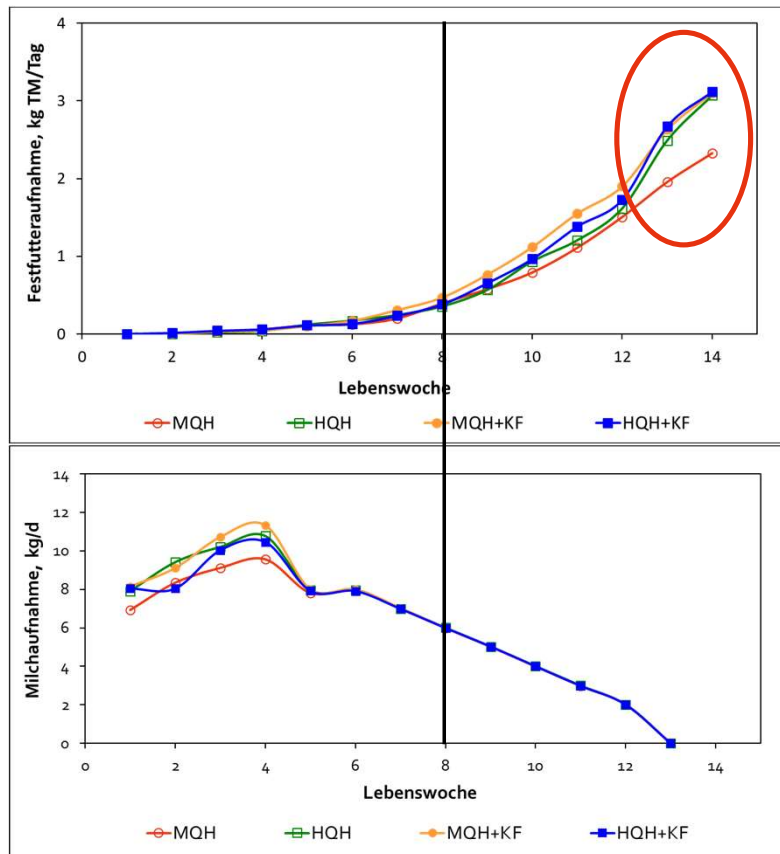 Festfutteraufnahme, kg TM/Tag
4
3
2
1
0
0 2 4 6 8 10 12 14
Lebenswoche
MQH HQH MQH+KF HQH+KF
Milchaufnahme, kg/d
14
12
10
8
6
4
2
0
0 2 4 6 8 10 12 14
Lebenswoche
MQH HQH MQH+KF HQH+KF